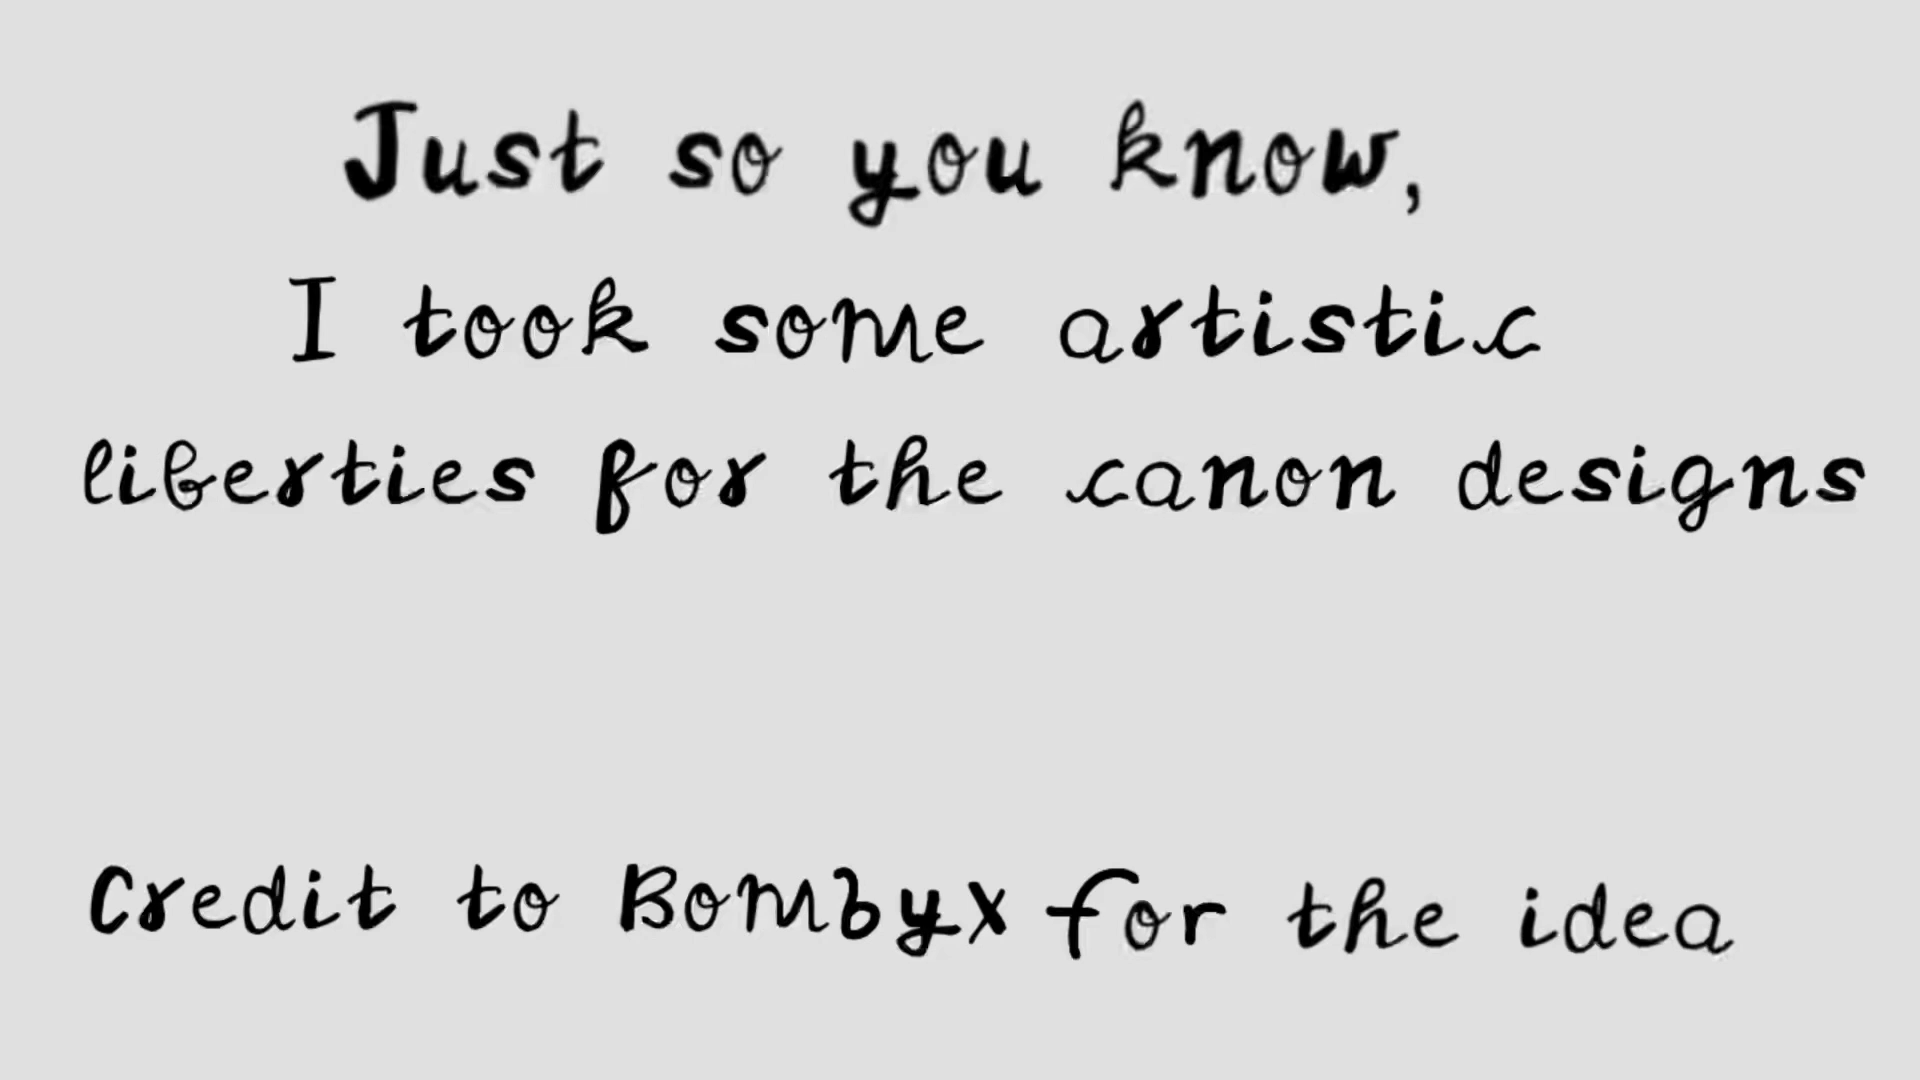 Just so you know,
I took some artistic
liberties for the canon designs
Credit to Bombyx for the idea